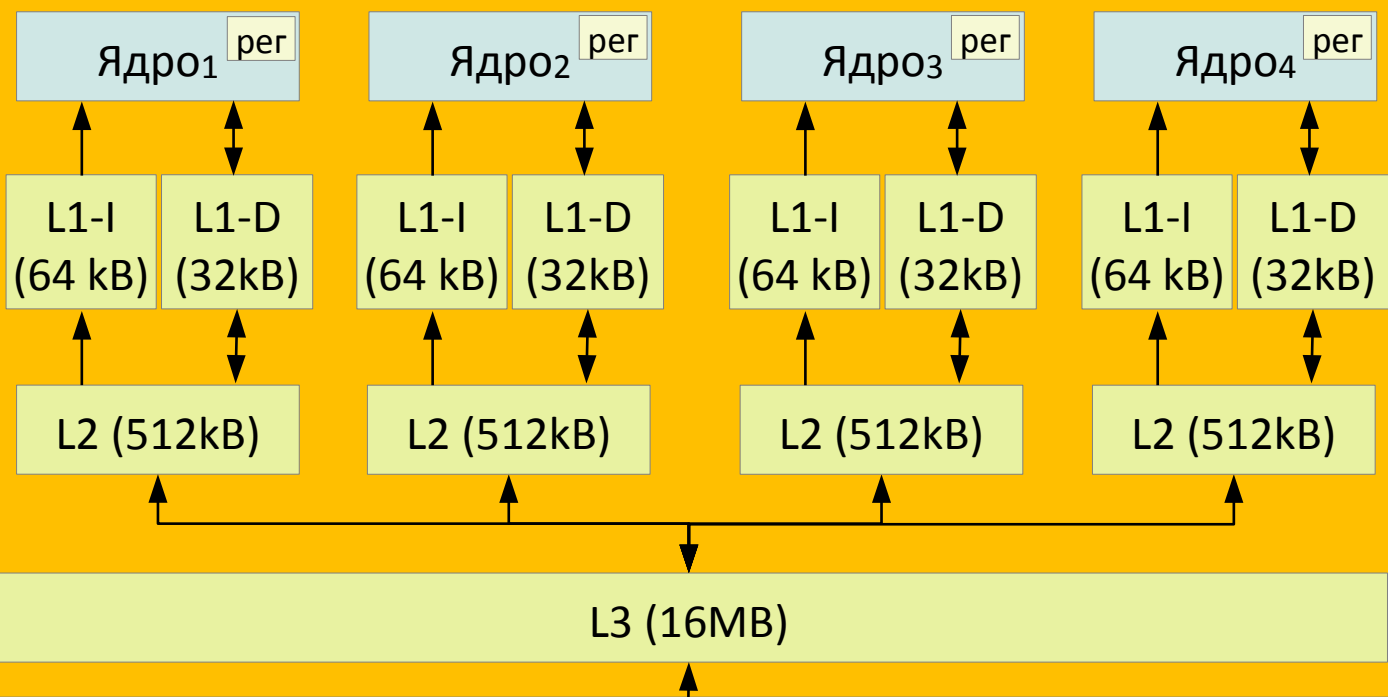 Ядро1 рег
Ядро2 рег
Ядро3 рег
Ядро4 рег
L1-I
(64 kB)
L1-D
(32kB)
L1-I
(64 kB)
L1-D
(32kB)
L1-I
(64 kB)
L1-D
(32kB)
L1-I
(64 kB)
L1-D
(32kB)
L2 (512kB)
L2 (512kB)
L2 (512kB)
L2 (512kB)
L3 (16MB)